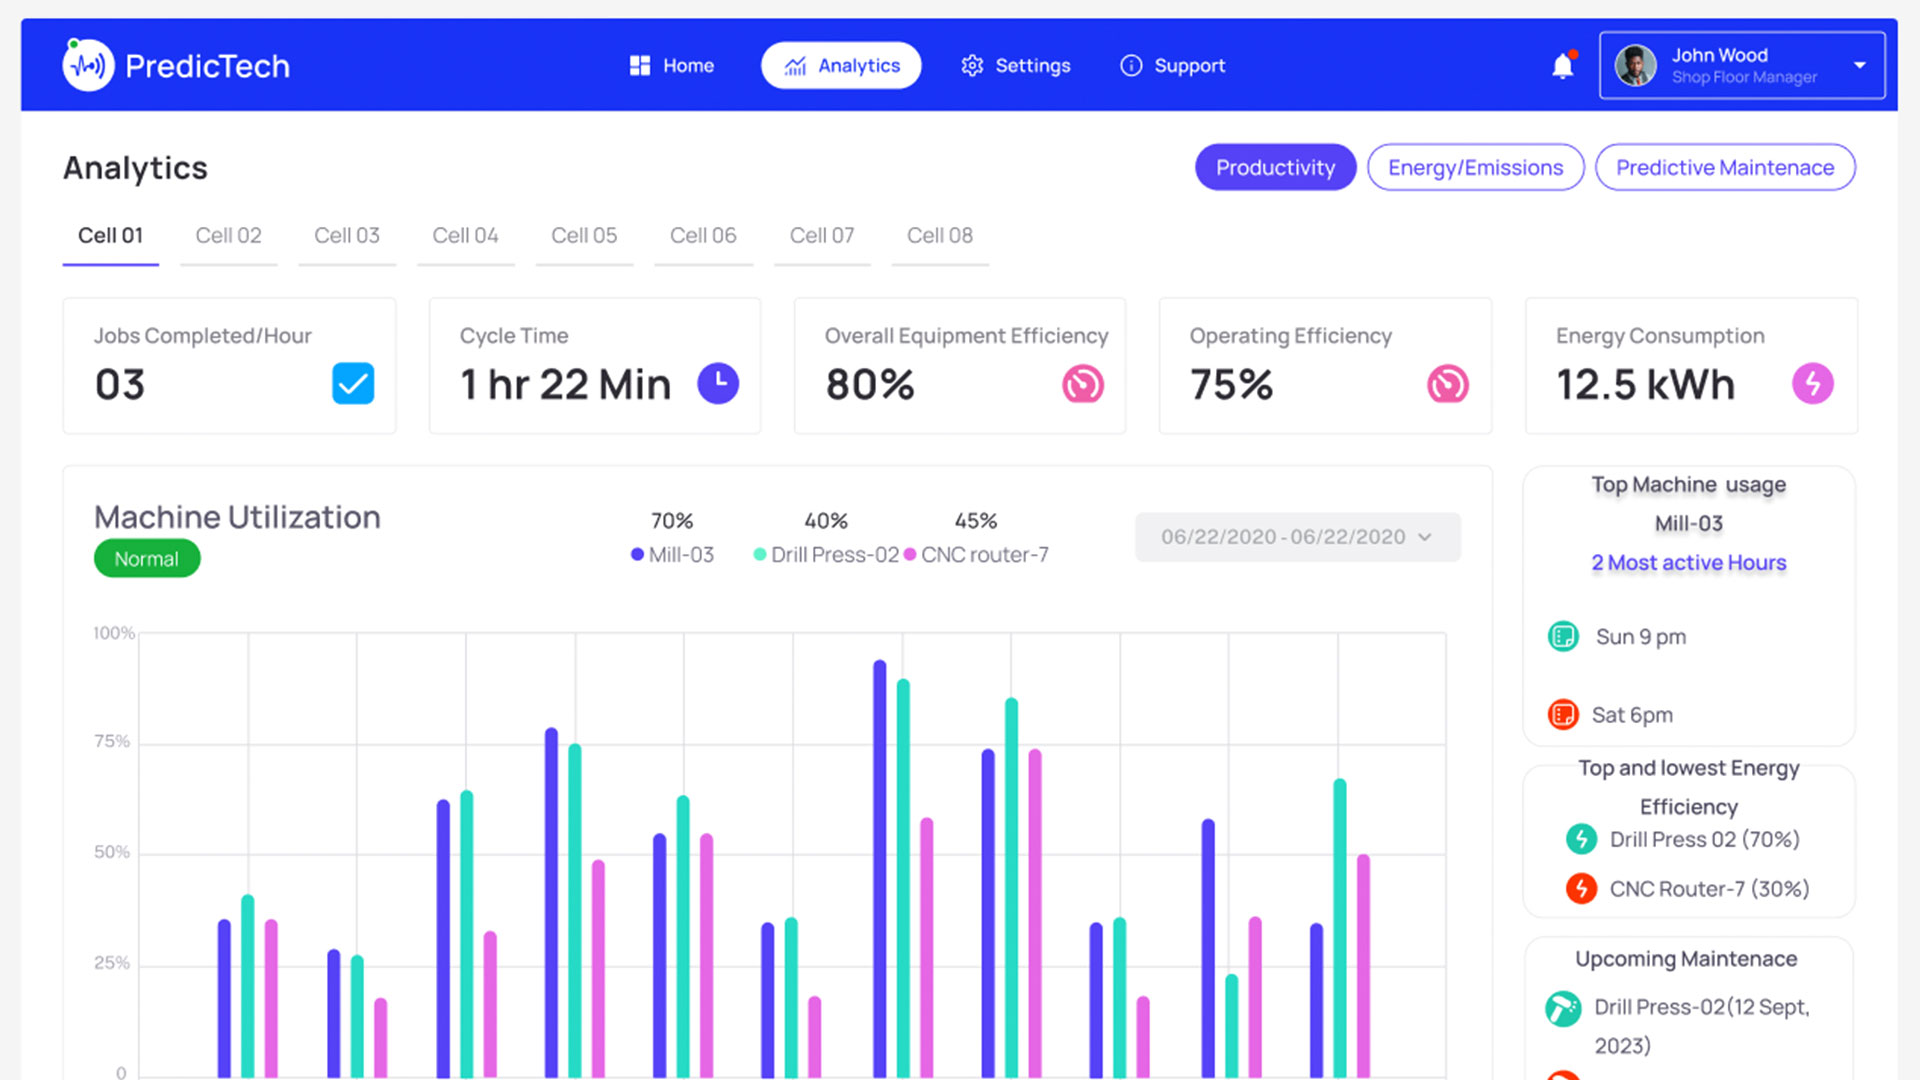 PredicTech
Home
Analytics
Settings
Support
John Wood
Shop Floor Manager
Analytics
Productivity
Energy/Emissions
Predictive Maintenace
Cell 01
Cell 02
Cell 03
Cell 04
Cell 05
Cell 06
Cell 07
Cell 08
Jobs Completed/Hour
03
Cycle Time
1 hr 22 Min
Overall Equipment Efficiency
80%
Operating Efficiency
75%
Energy Consumption
12.5 kWh
Machine Utilization
Normal
70%
Mill-03
40%
Drill Press-02
45%
CNC router-7
06/22/2020 - 06/22/2020
100%
75%
50%
25%
0
Top Machine usage
Mill-03
2 Most active Hours
Sun 9 pm
Sat 6pm
Top and lowest Energy
Efficiency
Drill Press 02 (70%)
CNC Router-7 (30%)
Upcoming Maintenace
Drill Press-02(12 Sept,
2023)